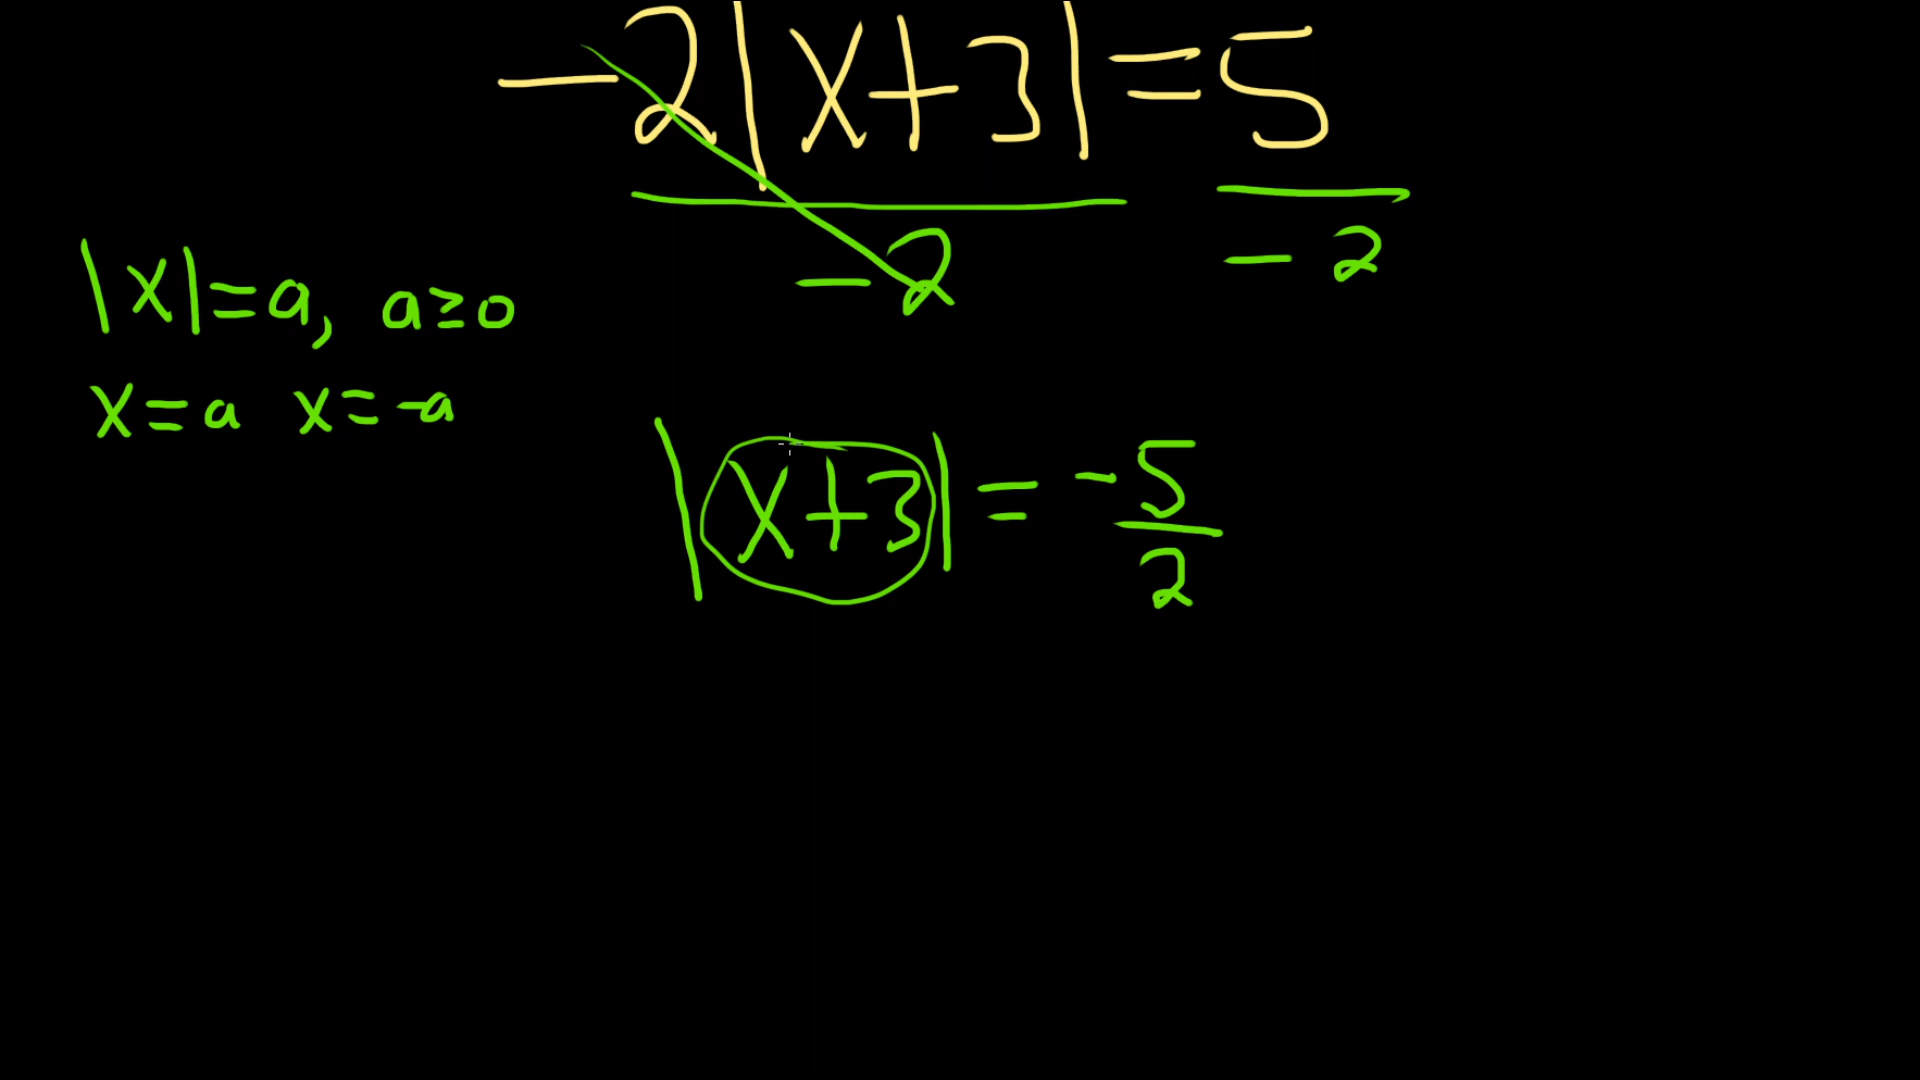 -2|x+3|=5
-2 -2
|x|=a, a≥0
x=a x=-a
|x+3|=-5/2